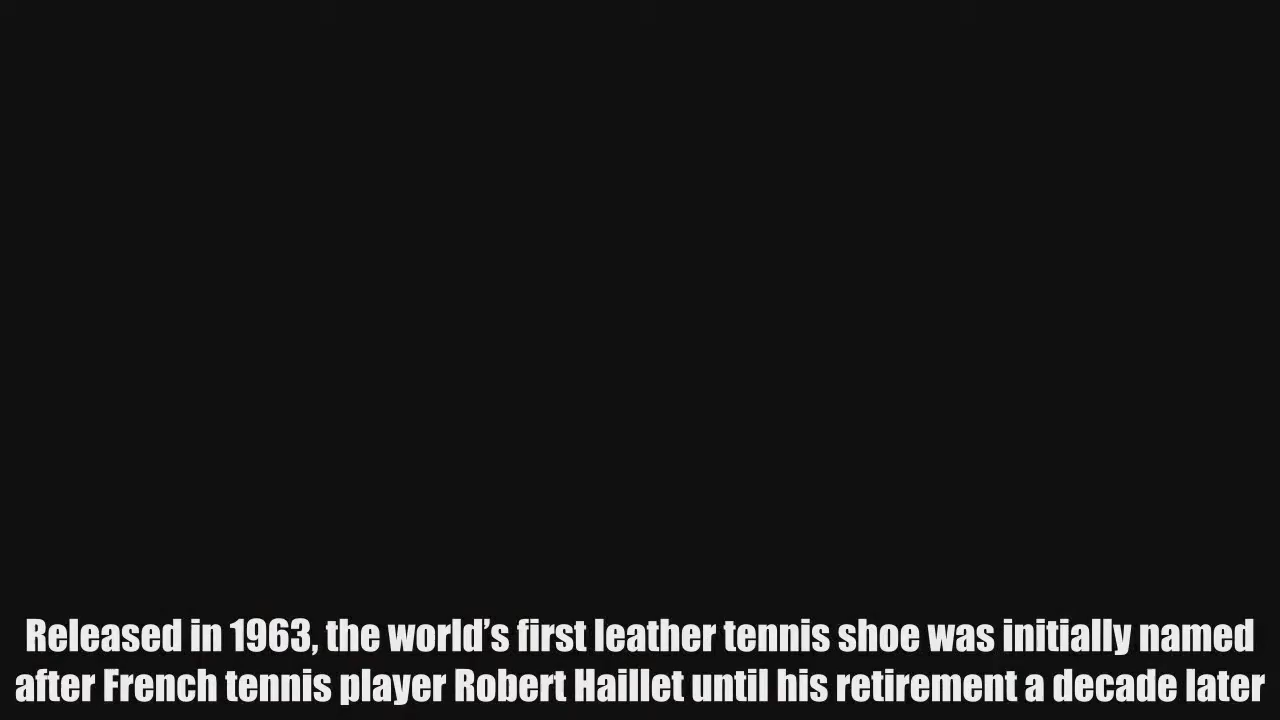 Released in 1963, the world’s first leather tennis shoe was initially named
after French tennis player Robert Haillet until his retirement a decade later